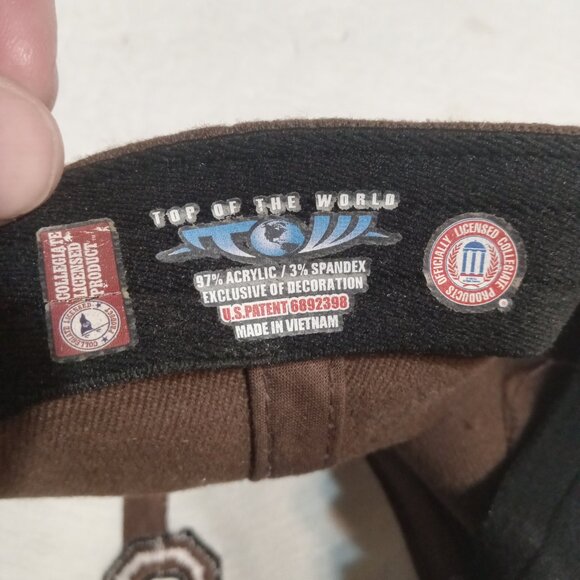 COLLEGIATE
LICENSED
PRODUCT
TOP OF THE WORLD
TOW
97% ACRYLIC / 3% SPANDEX
EXCLUSIVE OF DECORATION
U.S. PATENT 6892398
MADE IN VIETNAM
OFFICIALLY · LICENSED COLLEGIATE PRODUCTS